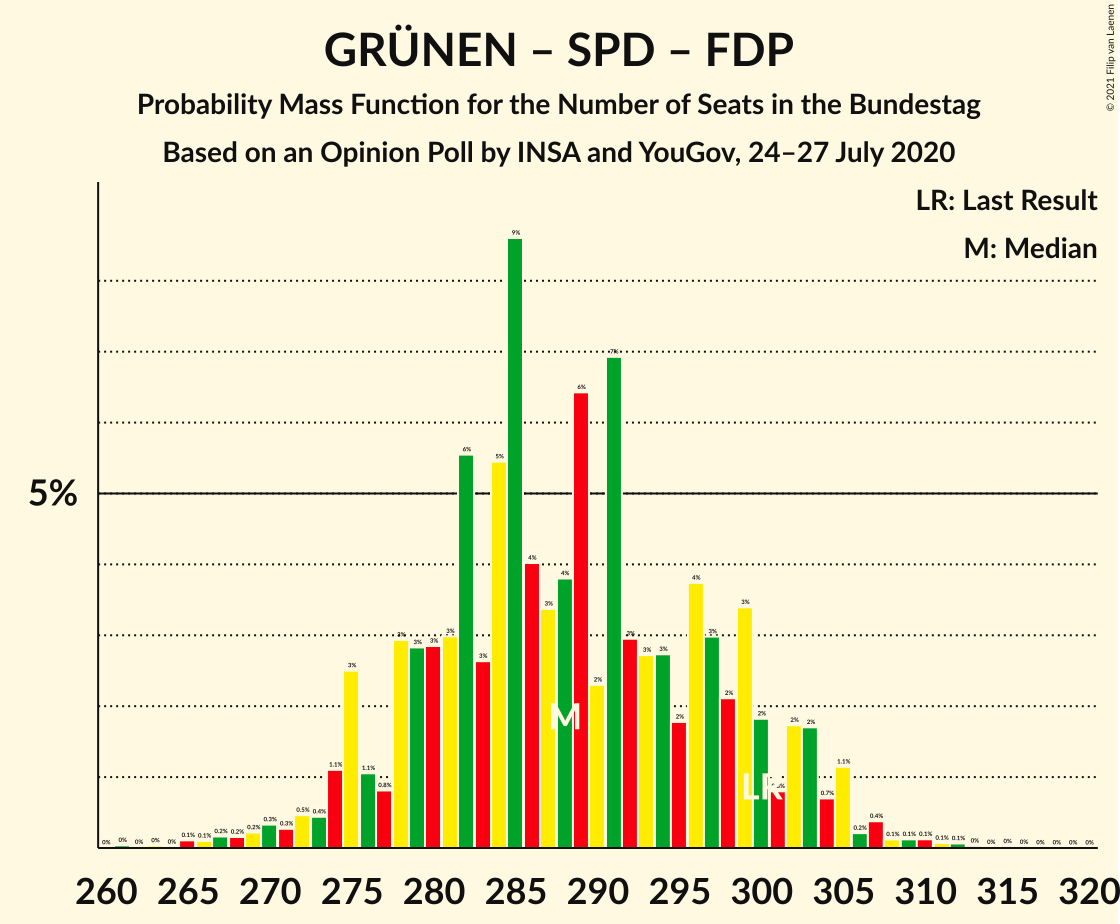 GRÜNEN – SPD – FDP
Probability Mass Function for the Number of Seats in the Bundestag
Based on an Opinion Poll by INSA and YouGov, 24–27 July 2020
© 2021 Filip van Laenen
LR: Last Result
M: Median
5%
0% 0% 0% 0% 0% 0.1% 0.1% 0.2% 0.2% 0.2% 0.3% 0.3% 0.5% 0.4% 1.1% 3% 1.1% 0.8% 3% 3% 3% 3% 6% 3% 5% 9% 4% 3% 4% 6% 2% 7% 3% 3% 3% 2% 4% 3% 2% 3% 2% 2% 2% 0.7% 1.1% 0.2% 0.4% 0.1% 0.1% 0.1% 0.1% 0.1% 0% 0% 0% 0% 0% 0% 0% 0%
M
LR
260 265 270 275 280 285 290 295 300 305 310 315 320